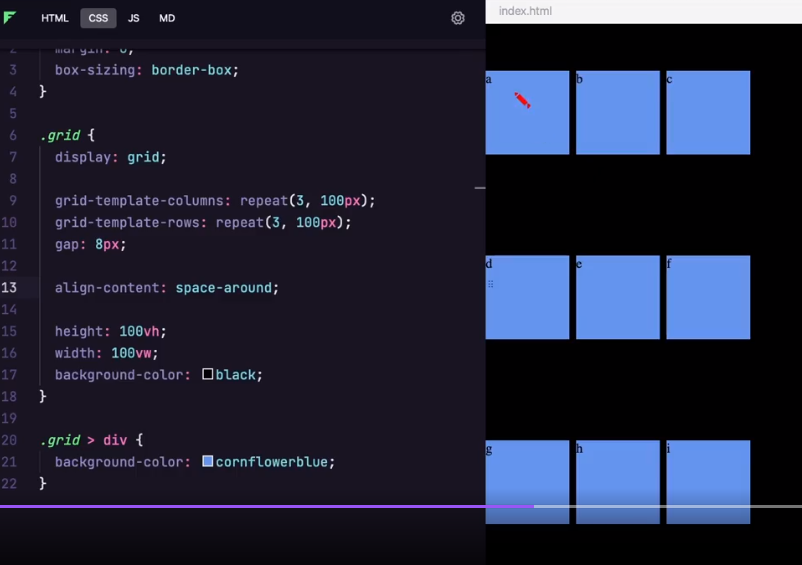 HTML CSS JS MD
index.html
2 margin: 0;
3 box-sizing: border-box;
4 }
5
6 .grid {
7 display: grid;
8
9 grid-template-columns: repeat(3, 100px);
10 grid-template-rows: repeat(3, 100px);
11 gap: 8px;
12
13 align-content: space-around;
14
15 height: 100vh;
16 width: 100vw;
17 background-color: black;
18 }
19
20 .grid > div {
21 background-color: cornflowerblue;
22 }
a b c
d e f
g h i